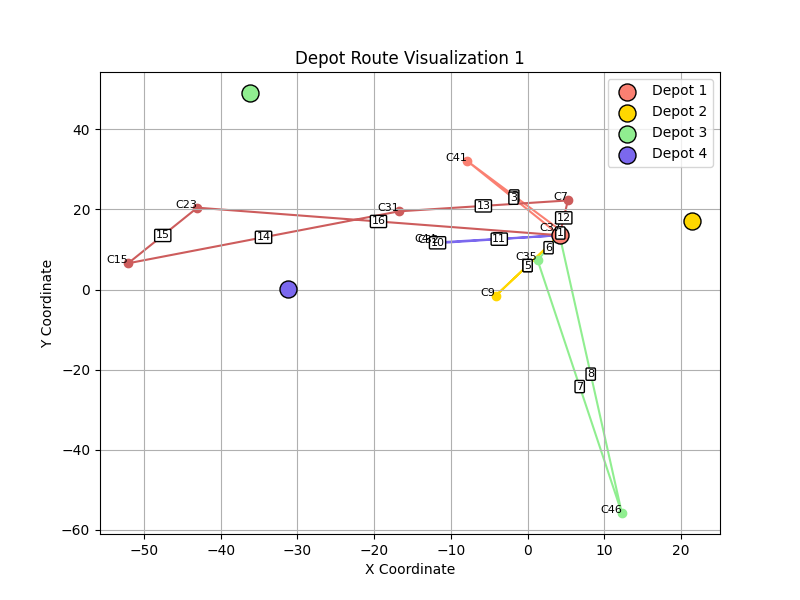 Depot Route Visualization 1
Depot 1
Depot 2
Depot 3
Depot 4
Y Coordinate
40
20
0
−20
−40
−60
C41
3
C23
C31
13
C7
12
16
15
14
1
10
11
6
C15
C35
5
C9
8
7
C46
−50
−40
−30
−20
−10
0
10
20
X Coordinate